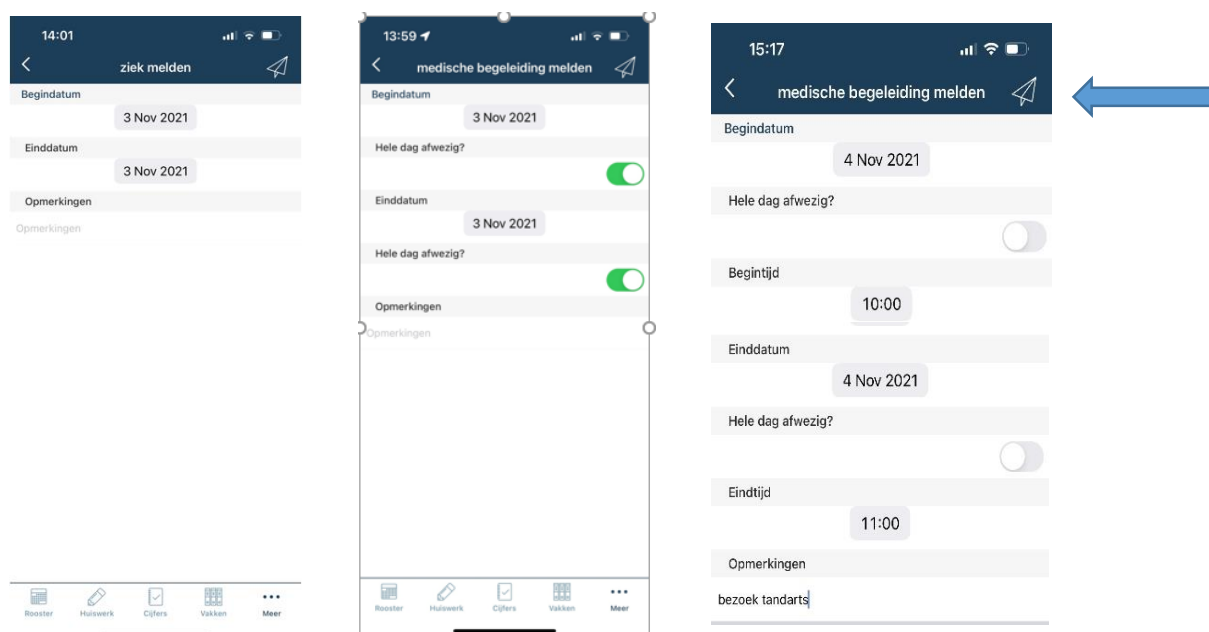 14:01
ziek melden
Begindatum
3 Nov 2021
Einddatum
3 Nov 2021
Opmerkingen
Opmerkingen
Rooster Huiswerk Cijfers Vakken Meer
13:59
medische begeleiding melden
Begindatum
3 Nov 2021
Hele dag afwezig?
Einddatum
3 Nov 2021
Hele dag afwezig?
Opmerkingen
Opmerkingen
Rooster Huiswerk Cijfers Vakken Meer
15:17
medische begeleiding melden
Begindatum
4 Nov 2021
Hele dag afwezig?
Begintijd
10:00
Einddatum
4 Nov 2021
Hele dag afwezig?
Eindtijd
11:00
Opmerkingen
bezoek tandarts